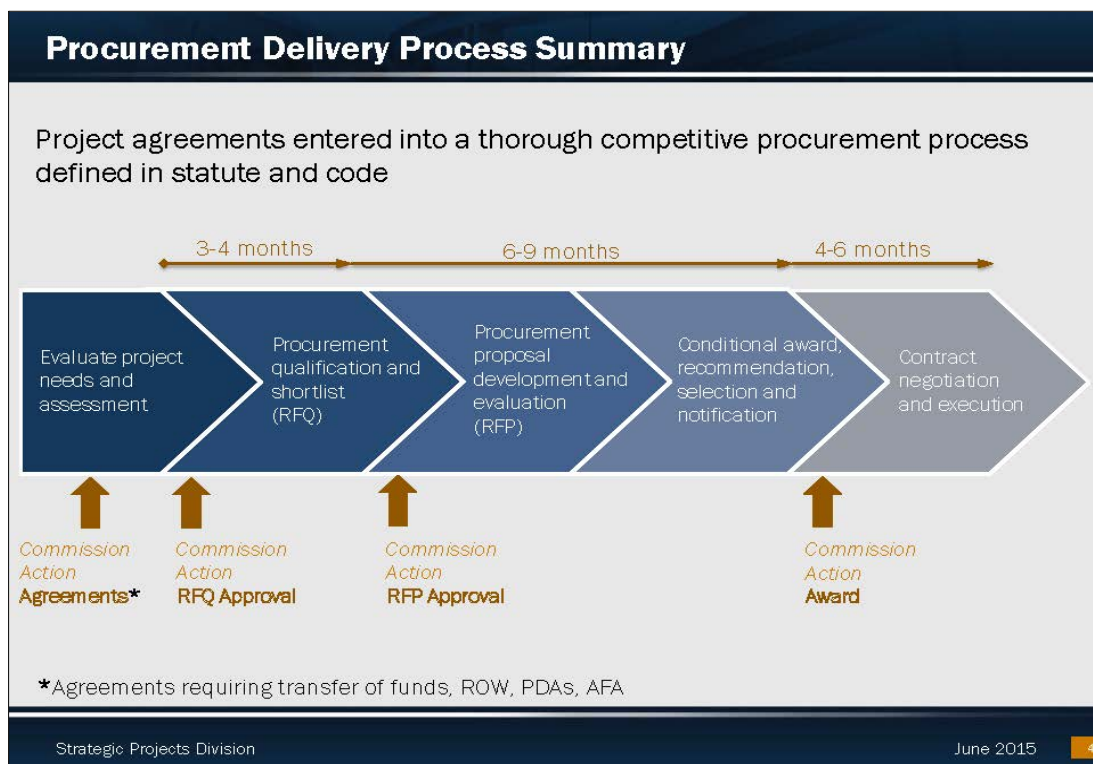 Procurement Delivery Process Summary
Project agreements entered into a thorough competitive procurement process
defined in statute and code
3-4 months
6-9 months
4-6 months
Evaluate project
needs and
assessment
Procurement
qualification and
shortlist
(RFQ)
Procurement
proposal
development and
evaluation
(RFP)
Conditional award,
recommendation,
selection and
notification
Contract
negotiation
and execution
Commission
Action
Agreements*
Commission
Action
RFQ Approval
Commission
Action
RFP Approval
Commission
Action
Award
*Agreements requiring transfer of funds, ROW, PDAs, AFA
Strategic Projects Division
June 2015
4